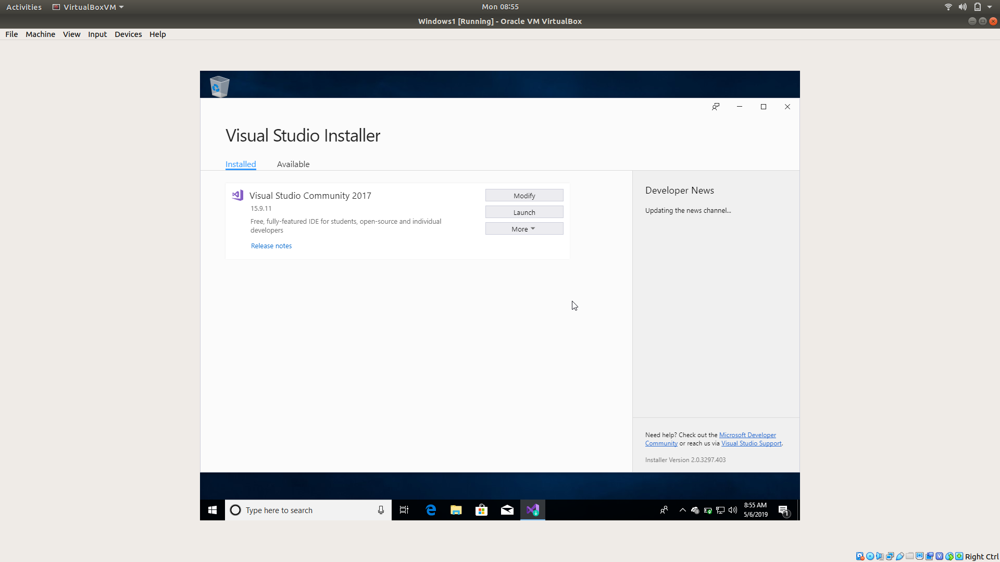 Activities VirtualBoxVM Mon 08:55
Windows1 [Running] - Oracle VM VirtualBox
File Machine View Input Devices Help
Visual Studio Installer
Installed Available
Visual Studio Community 2017
15.9.11
Free, fully-featured IDE for students, open-source and individual
developers
Release notes
Modify
Launch
More
Developer News
Updating the news channel...
Need help? Check out the Microsoft Developer
Community or reach us via Visual Studio Support.
Installer Version 2.0.3297.403
Type here to search
8:55 AM
5/6/2019
1
Right Ctrl